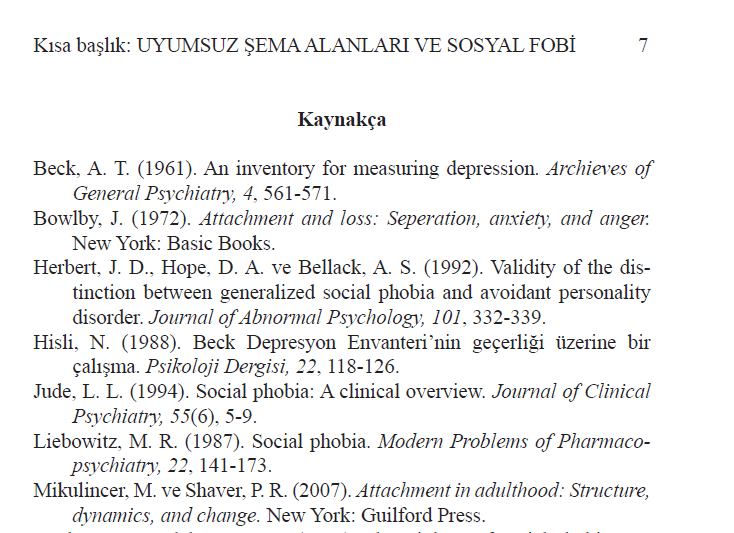 Kısa başlık: UYUMSUZ ŞEMA ALANLARI VE SOSYAL FOBİ 7
Kaynakça
Beck, A. T. (1961). An inventory for measuring depression. Archieves of
General Psychiatry, 4, 561-571.
Bowlby, J. (1972). Attachment and loss: Seperation, anxiety, and anger.
New York: Basic Books.
Herbert, J. D., Hope, D. A. ve Bellack, A. S. (1992). Validity of the dis-
tinction between generalized social phobia and avoidant personality
disorder. Journal of Abnormal Psychology, 101, 332-339.
Hisli, N. (1988). Beck Depresyon Envanteri’nin geçerliği üzerine bir
çalışma. Psikoloji Dergisi, 22, 118-126.
Jude, L. L. (1994). Social phobia: A clinical overview. Journal of Clinical
Psychiatry, 55(6), 5-9.
Liebowitz, M. R. (1987). Social phobia. Modern Problems of Pharmaco-
psychiatry, 22, 141-173.
Mikulincer, M. ve Shaver, P. R. (2007). Attachment in adulthood: Structure,
dynamics, and change. New York: Guilford Press.